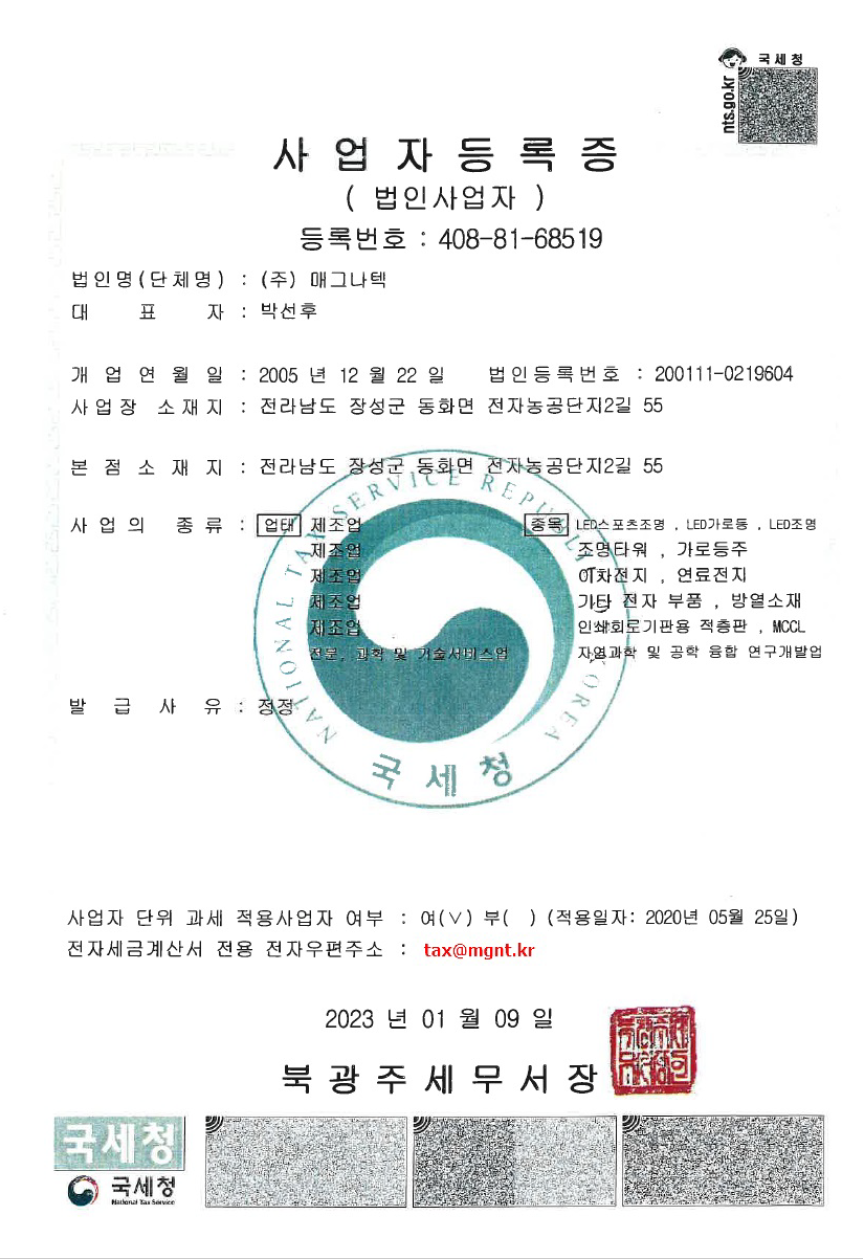 국세청
nts.go.kr
사업자등록증
( 법인사업자 )
등록번호 : 408-81-68519
법인명(단체명) : (주) 매그나텍
대 표 자 : 박선후
개 업 연 월 일 : 2005 년 12 월 22 일 법인등록번호 : 200111-0219604
사업장 소재지 : 전라남도 장성군 동화면 전자농공단지2길 55
본 점 소 재 지 : 전라남도 장성군 동화면 전자농공단지2길 55
사 업 의 종 류 : 업태 제조업 종목 LED스포츠조명 , LED가로등 , LED조명
제조업 조명타워 , 가로등주
제조업 이차전지 , 연료전지
제조업 기타 전자 부품 , 방열소재
제조업 인쇄회로기판용 적층판 , MCCL
전문, 과학 및 기술서비스업 자연과학 및 공학 융합 연구개발업
발 급 사 유 : 정정
NATIONAL TAX SERVICE REPUBLIC KOREA
국세청
사업자 단위 과세 적용사업자 여부 : 여(∨) 부( ) (적용일자: 2020년 05월 25일)
전자세금계산서 전용 전자우편주소 : tax@mgnt.kr
2023 년 01 월 09 일
북광주세무서장
국세청
국세청
National Tax Service